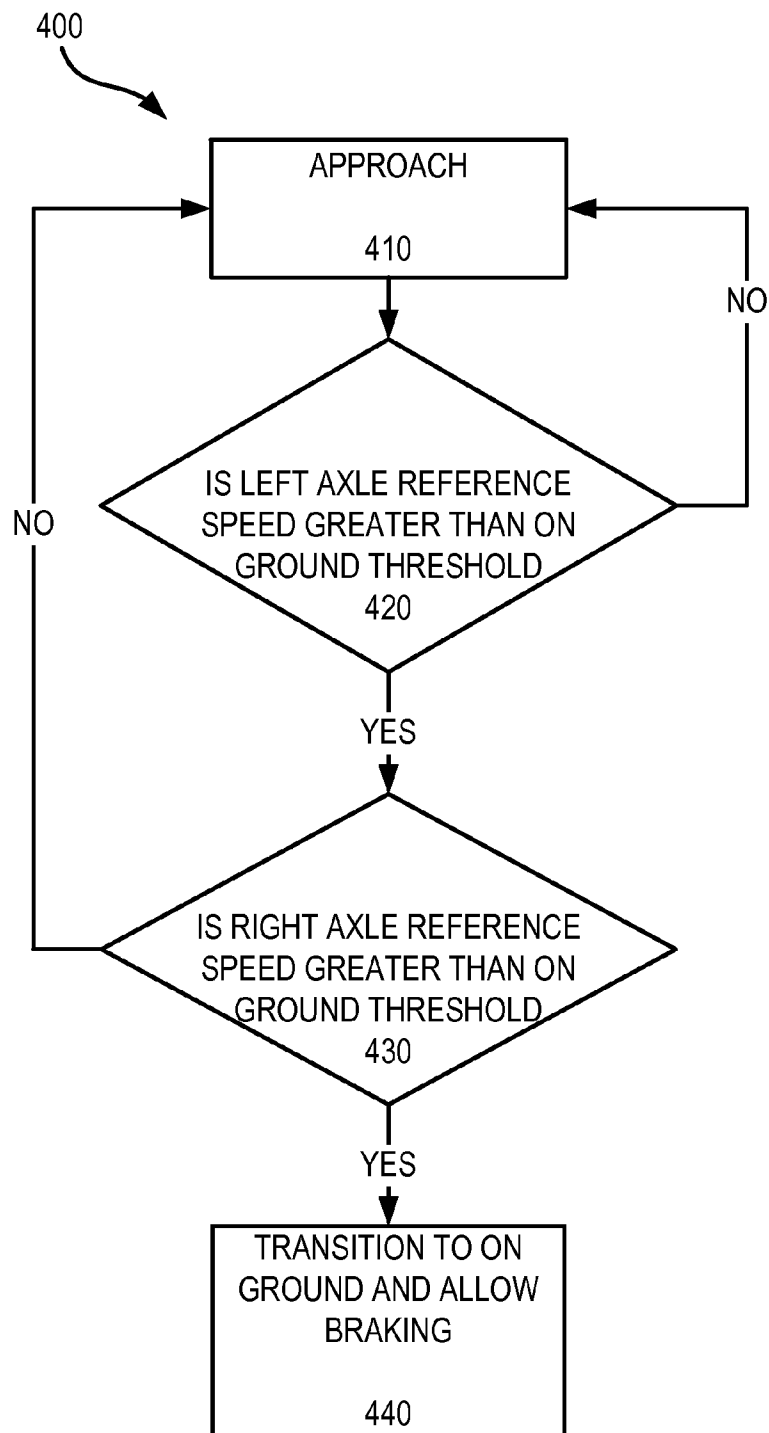 400
APPROACH
410
NO
IS LEFT AXLE REFERENCE
SPEED GREATER THAN ON
GROUND THRESHOLD
420
NO
YES
IS RIGHT AXLE REFERENCE
SPEED GREATER THAN ON
GROUND THRESHOLD
430
YES
TRANSITION TO ON
GROUND AND ALLOW
BRAKING
440